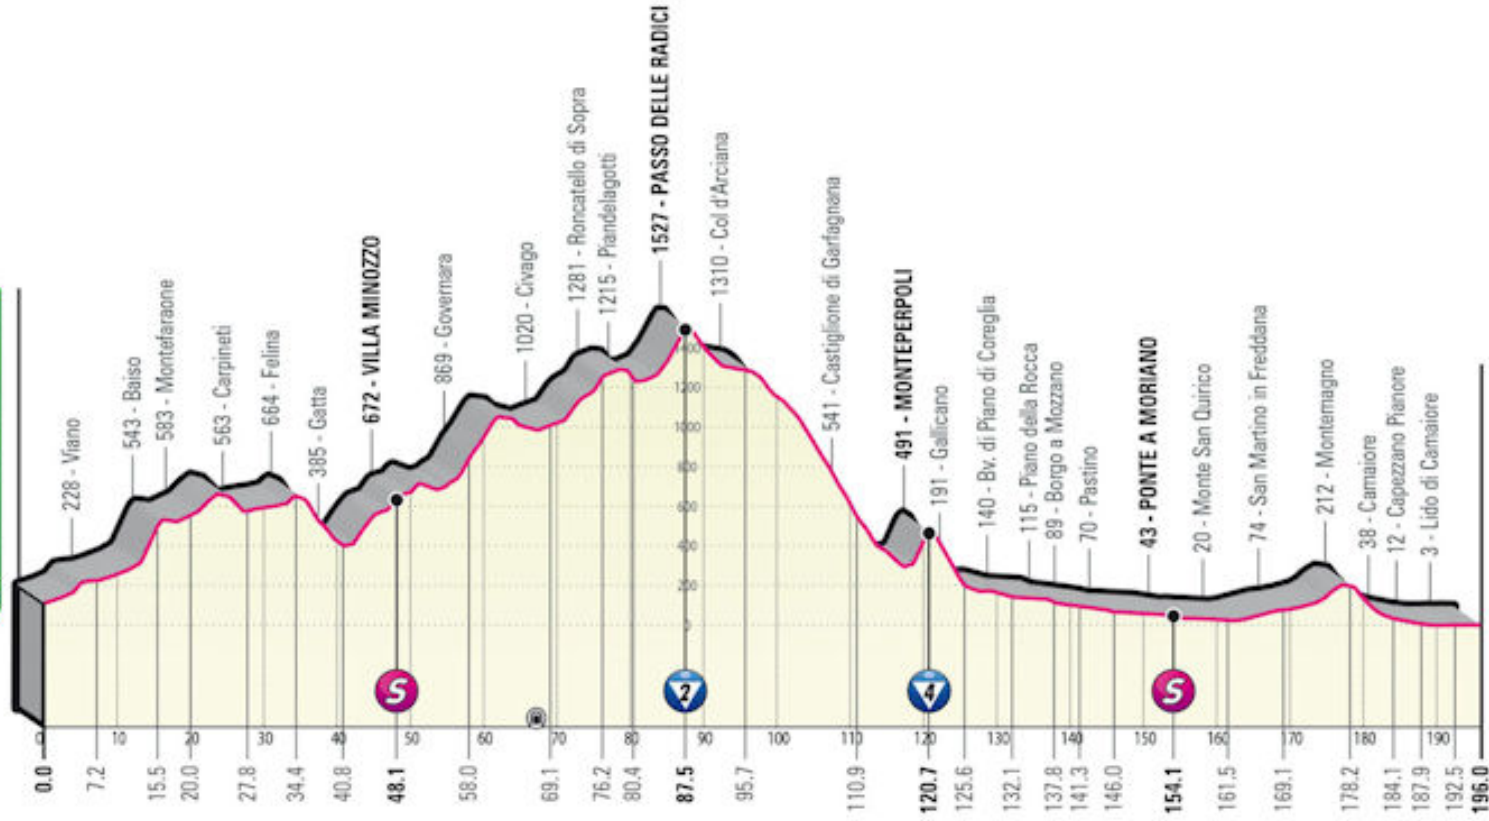 228 - Viano
543 - Baiso
583 - Montefaraone
563 - Carpineti
664 - Felina
385 - Gatta
672 - VILLA MINOZZO
869 - Governara
1020 - Civago
1281 - Roncatello di Sopra
1215 - Piandelagotti
1527 - PASSO DELLE RADICI
1310 - Col d'Arciana
541 - Castiglione di Garfagnana
491 - MONTEPERPOLI
191 - Gallicano
140 - Bv. di Piano di Coreglia
115 - Piano della Rocca
89 - Borgo a Mozzano
70 - Pastino
43 - PONTE A MORIANO
20 - Monte San Quirico
74 - San Martino in Freddana
212 - Montemagno
38 - Camaiore
12 - Capezzano Pianore
3 - Lido di Camaiore
1400
1200
1000
800
600
400
200
0
S
2
4
S
0 10 20 30 40 50 60 70 80 90 100 110 120 130 140 150 160 170 180 190
0.0
7.2
15.5
20.0
27.8
34.4
40.8
48.1
58.0
69.1
76.2
80.4
87.5
95.7
110.9
120.7
125.6
132.1
137.8
141.3
146.0
154.1
161.5
169.1
178.2
184.1
187.9
192.5
196.0